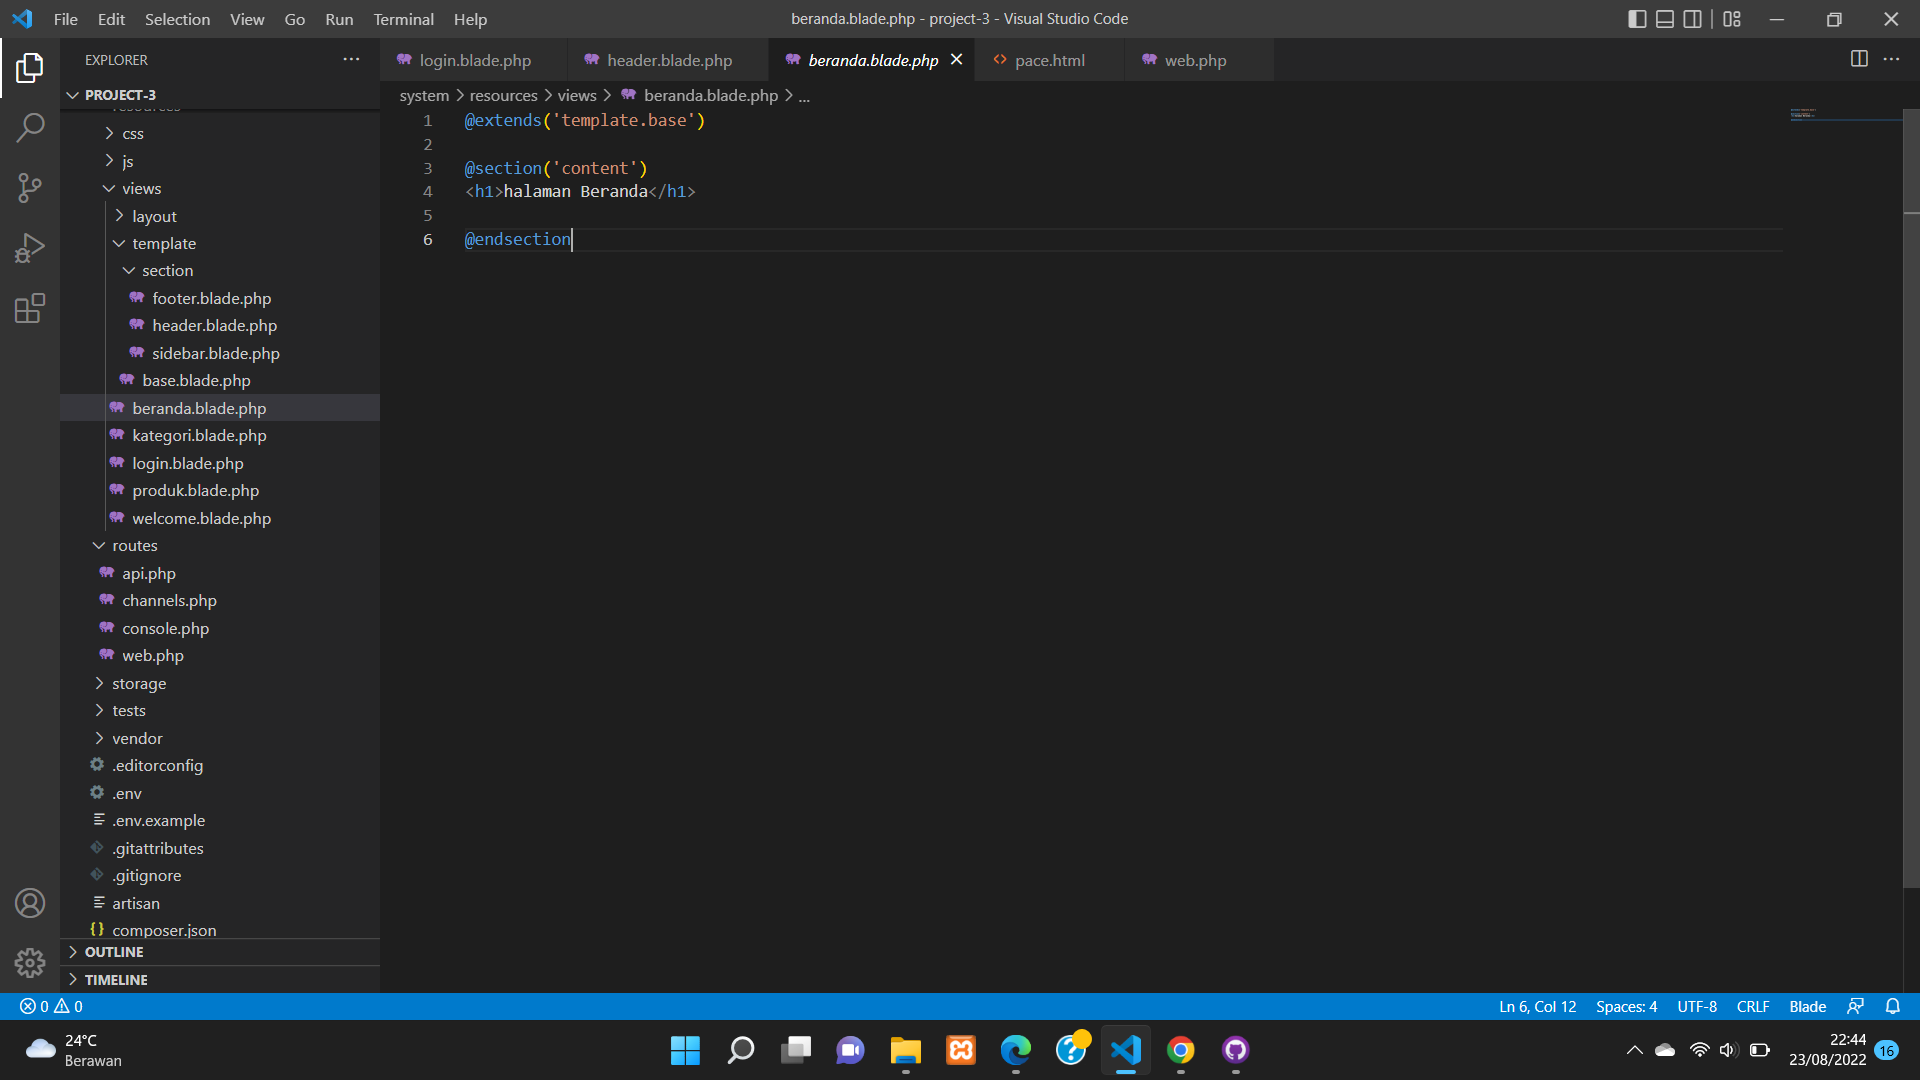 File Edit Selection View Go Run Terminal Help
beranda.blade.php - project-3 - Visual Studio Code
EXPLORER
PROJECT-3
resources
css
js
views
layout
template
section
footer.blade.php
header.blade.php
sidebar.blade.php
base.blade.php
beranda.blade.php
kategori.blade.php
login.blade.php
produk.blade.php
welcome.blade.php
routes
api.php
channels.php
console.php
web.php
storage
tests
vendor
.editorconfig
.env
.env.example
.gitattributes
.gitignore
artisan
composer.json
OUTLINE
TIMELINE
login.blade.php header.blade.php beranda.blade.php pace.html web.php
system > resources > views > beranda.blade.php > ...
1 @extends('template.base')
2
3 @section('content')
4 <h1>halaman Beranda</h1>
5
6 @endsection
0 0
Ln 6, Col 12 Spaces: 4 UTF-8 CRLF Blade
24°C
Berawan
22:44
23/08/2022
16